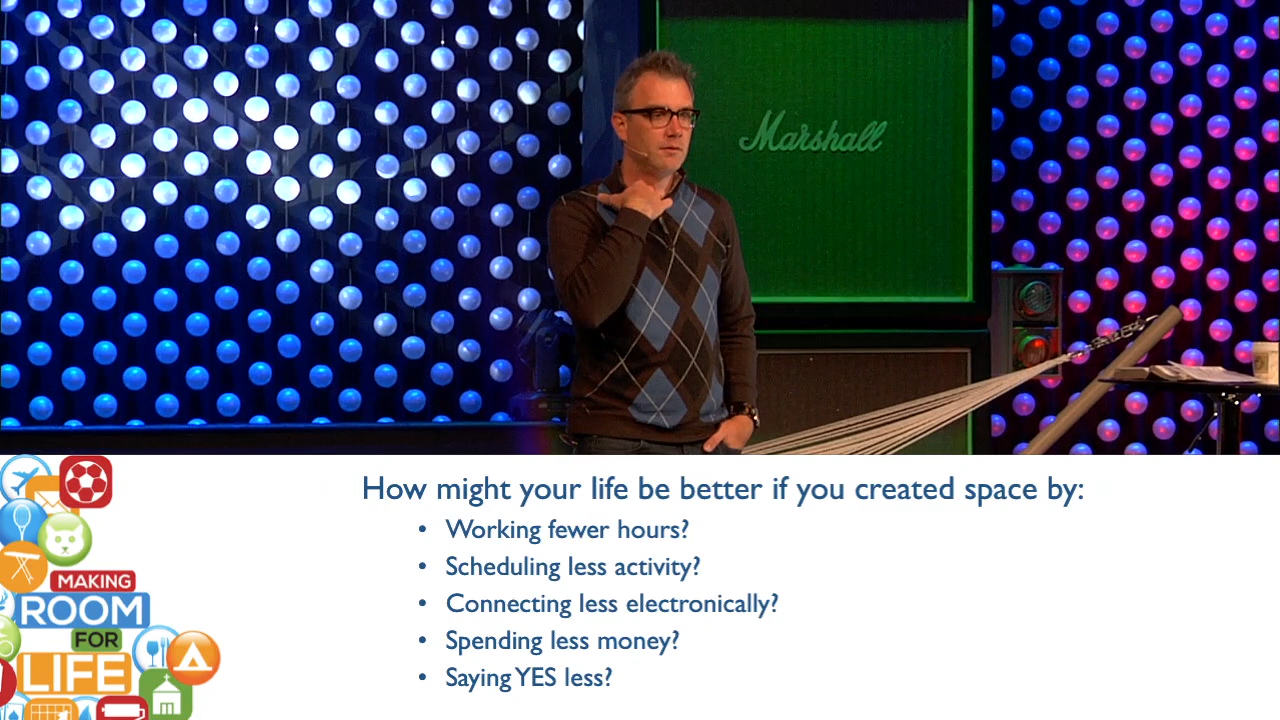 Marshall
How might your life be better if you created space by:
• Working fewer hours?
• Scheduling less activity?
• Connecting less electronically?
• Spending less money?
• Saying YES less?
MAKING
ROOM
FOR
LIFE